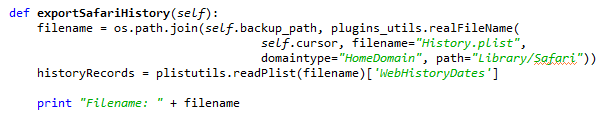 def exportSafariHistory(self):
filename = os.path.join(self.backup_path, plugins_utils.realFileName(
self.cursor, filename="History.plist",
domaintype="HomeDomain", path="Library/Safari"))
historyRecords = plistutils.readPlist(filename)['WebHistoryDates']
print "Filename: " + filename